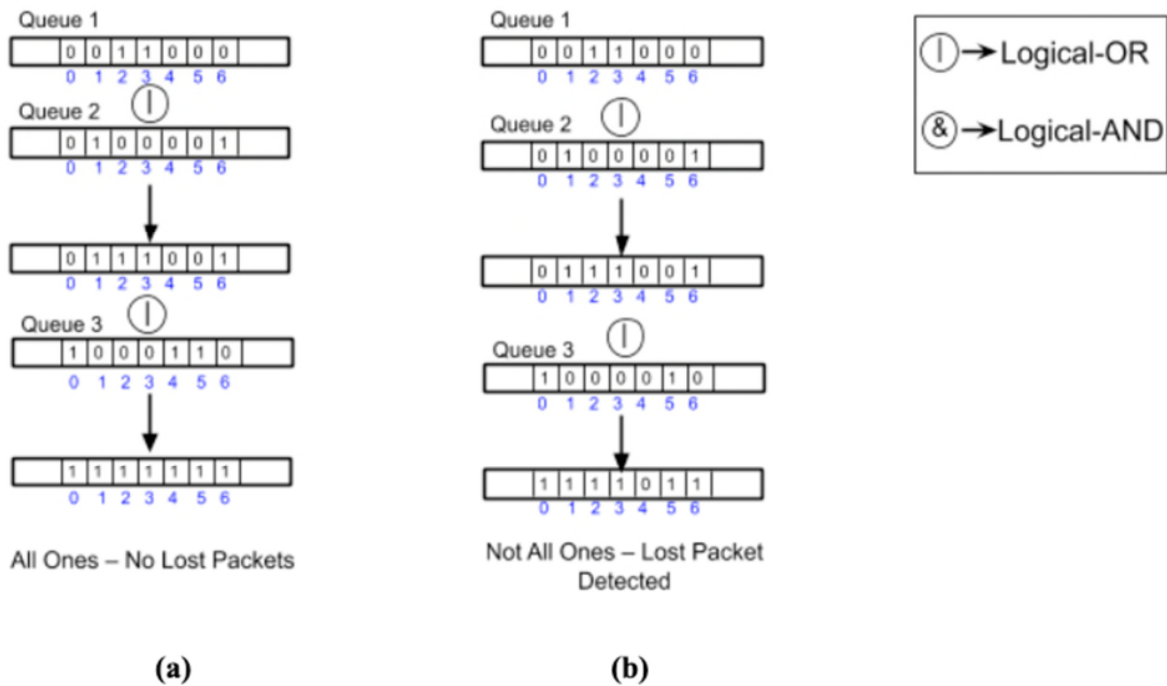 Queue 1
0 0 1 1 0 0 0
0 1 2 3 4 5 6
|
Queue 2
0 1 0 0 0 0 1
0 1 2 3 4 5 6
0 1 1 1 0 0 1
0 1 2 3 4 5 6
|
Queue 3
1 0 0 0 1 1 0
0 1 2 3 4 5 6
1 1 1 1 1 1 1
0 1 2 3 4 5 6
All Ones – No Lost Packets
(a)
Queue 1
0 0 1 1 0 0 0
0 1 2 3 4 5 6
|
Queue 2
0 1 0 0 0 0 1
0 1 2 3 4 5 6
0 1 1 1 0 0 1
0 1 2 3 4 5 6
|
Queue 3
1 0 0 0 0 1 0
0 1 2 3 4 5 6
1 1 1 1 0 1 1
0 1 2 3 4 5 6
Not All Ones – Lost Packet
Detected
(b)
| → Logical-OR
& → Logical-AND